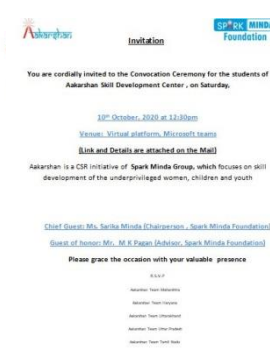 Aakarshan
SPARK MINDA
Foundation
Invitation
You are cordially invited to the Convocation Ceremony for the students of
Aakarshan Skill Development Center , on Saturday,
10th October, 2020 at 12:30pm
Venue: Virtual platform, Microsoft teams
(Link and Details are attached on the Mail)
Aakarshan is a CSR initiative of Spark Minda Group, which focuses on skill
development of the underprivileged women, children and youth
Chief Guest: Ms. Sarika Minda (Chairperson , Spark Minda Foundation)
Guest of honor: Mr. M K Pagan (Advisor, Spark Minda Foundation)
Please grace the occasion with your valuable presence
R.S.V.P
Aakarshan Team Maharashtra
Aakarshan Team Haryana
Aakarshan Team Uttarakhand
Aakarshan Team Uttar Pradesh
Aakarshan Team Tamil Nadu